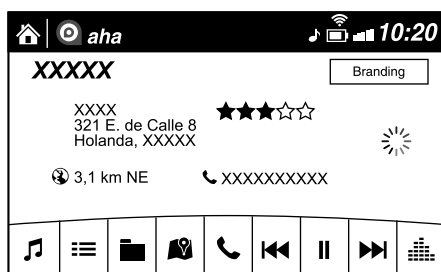 aha 10:20
XXXXX
Branding
XXXX
321 E. de Calle 8
Holanda, XXXXX
3,1 km NE XXXXXXXXXX